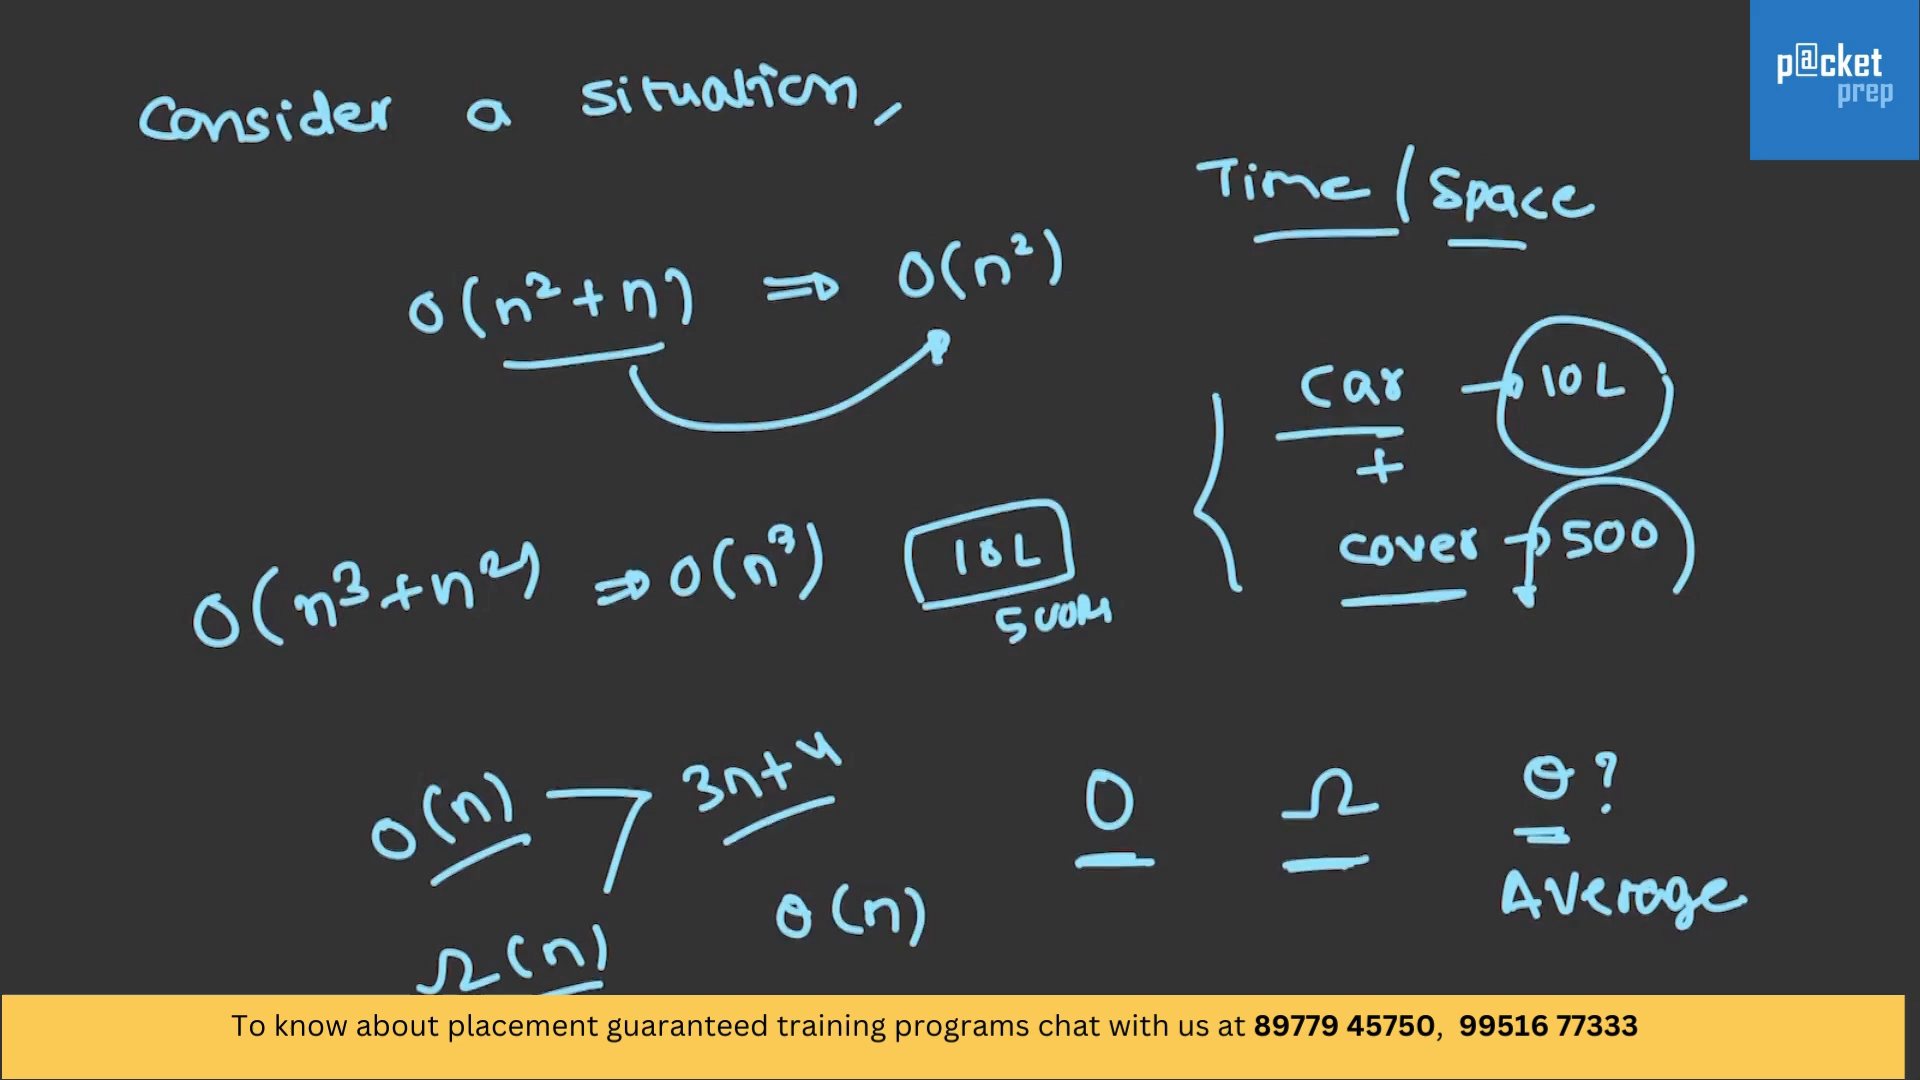 p@cket
prep
Consider a situation,
Time / Space
O(n²+n) ⇒ O(n²)
Car → 10L
+
cover → 500
O(n³+n²) ⇒ O(n³)
10L
500Rs
O(n) 3n+4
Ω(n)
θ(n)
O Ω θ?
Average
To know about placement guaranteed training programs chat with us at 89779 45750, 99516 77333